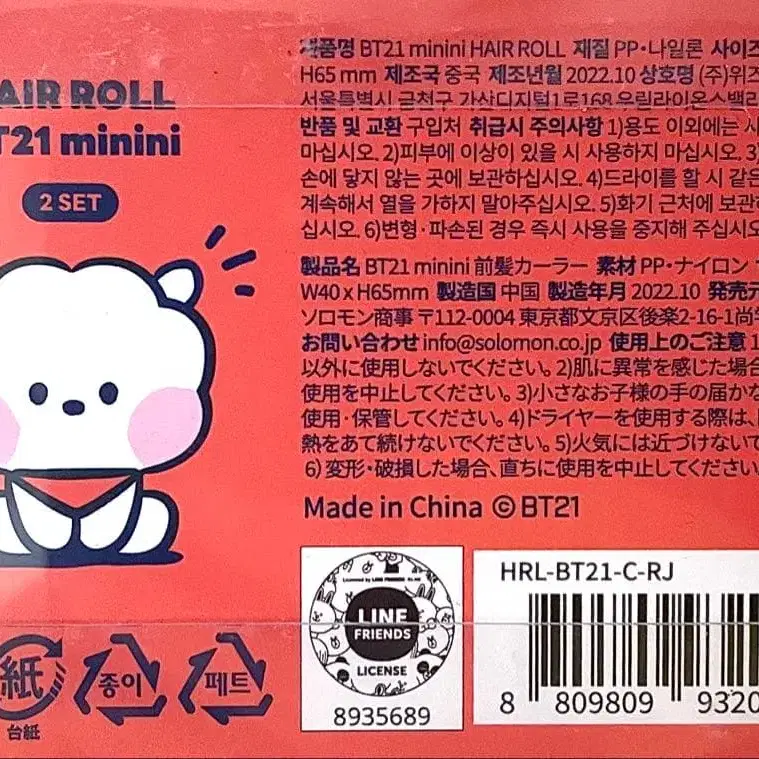 HAIR ROLL
BT21 minini
2 SET
제품명 BT21 minini HAIR ROLL 재질 PP·나일론 사이즈
H65 mm 제조국 중국 제조년월 2022.10 상호명 (주)위즈
서울특별시 금천구 가산디지털1로168 우림라이온스밸리
반품 및 교환 구입처 취급시 주의사항 1)용도 이외에는 사
마십시오. 2)피부에 이상이 있을 시 사용하지 마십시오. 3)
손에 닿지 않는 곳에 보관하십시오. 4)드라이를 할 시 같은
계속해서 열을 가하지 말아주십시오. 5)화기 근처에 보관하
십시오. 6)변형·파손된 경우 즉시 사용을 중지해 주십시오
製品名 BT21 minini 前髪カーラー 素材 PP・ナイロン
W40 x H65mm 製造国 中国 製造年月 2022.10 発売元
ソロモン商事 〒112-0004 東京都文京区後楽2-16-1尚学
お問い合わせ info@solomon.co.jp 使用上のご注意 1
以外に使用しないでください。2)肌に異常を感じた場合
使用を中止してください。3)小さなお子様の手の届かな
使用・保管してください。4)ドライヤーを使用する際は、
熱をあて続けないでください。5)火気には近づけないで
6)変形・破損した場合、直ちに使用を中止してください
Made in China ©BT21
Licensed by LINE FRIENDS
LINE
FRIENDS
LICENSE
8935689
HRL-BT21-C-RJ
8 809809 9320
紙
台紙
종이
페트